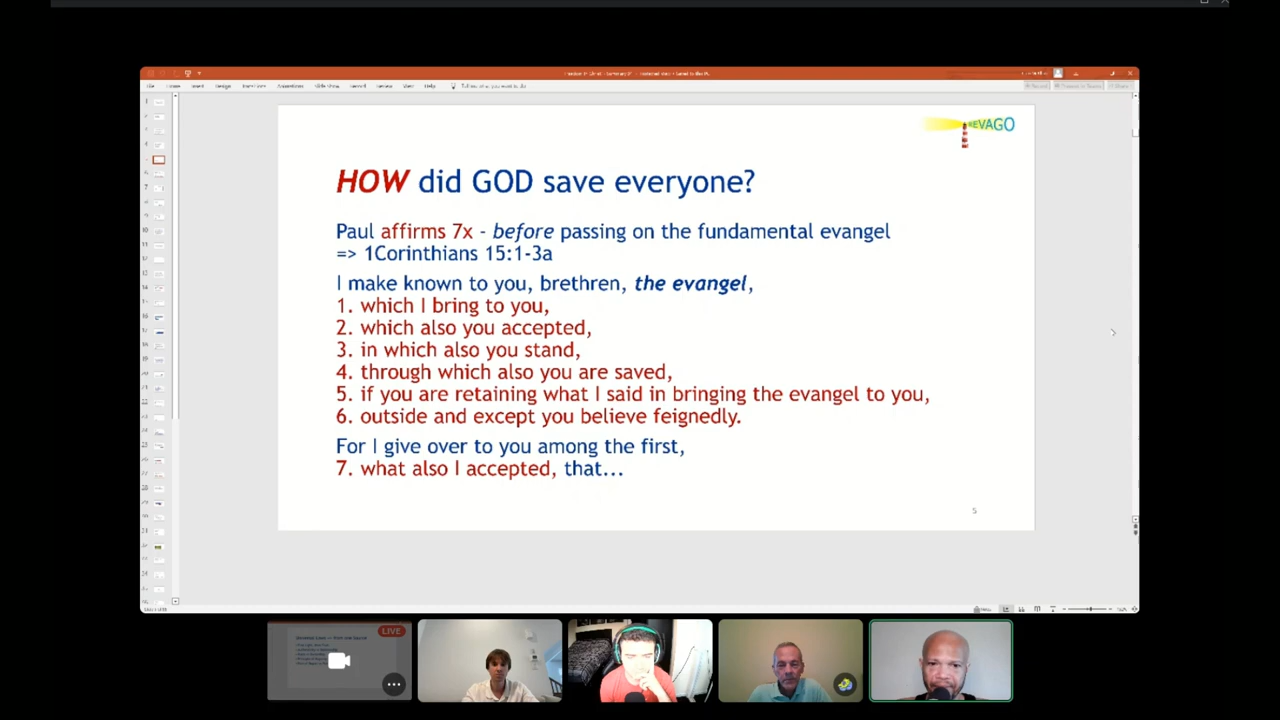 KEVAGO
HOW did GOD save everyone?
Paul affirms 7x - before passing on the fundamental evangel
=> 1Corinthians 15:1-3a
I make known to you, brethren, the evangel,
1. which I bring to you,
2. which also you accepted,
3. in which also you stand,
4. through which also you are saved,
5. if you are retaining what I said in bringing the evangel to you,
6. outside and except you believe feignedly.
For I give over to you among the first,
7. what also I accepted, that...
5
LIVE